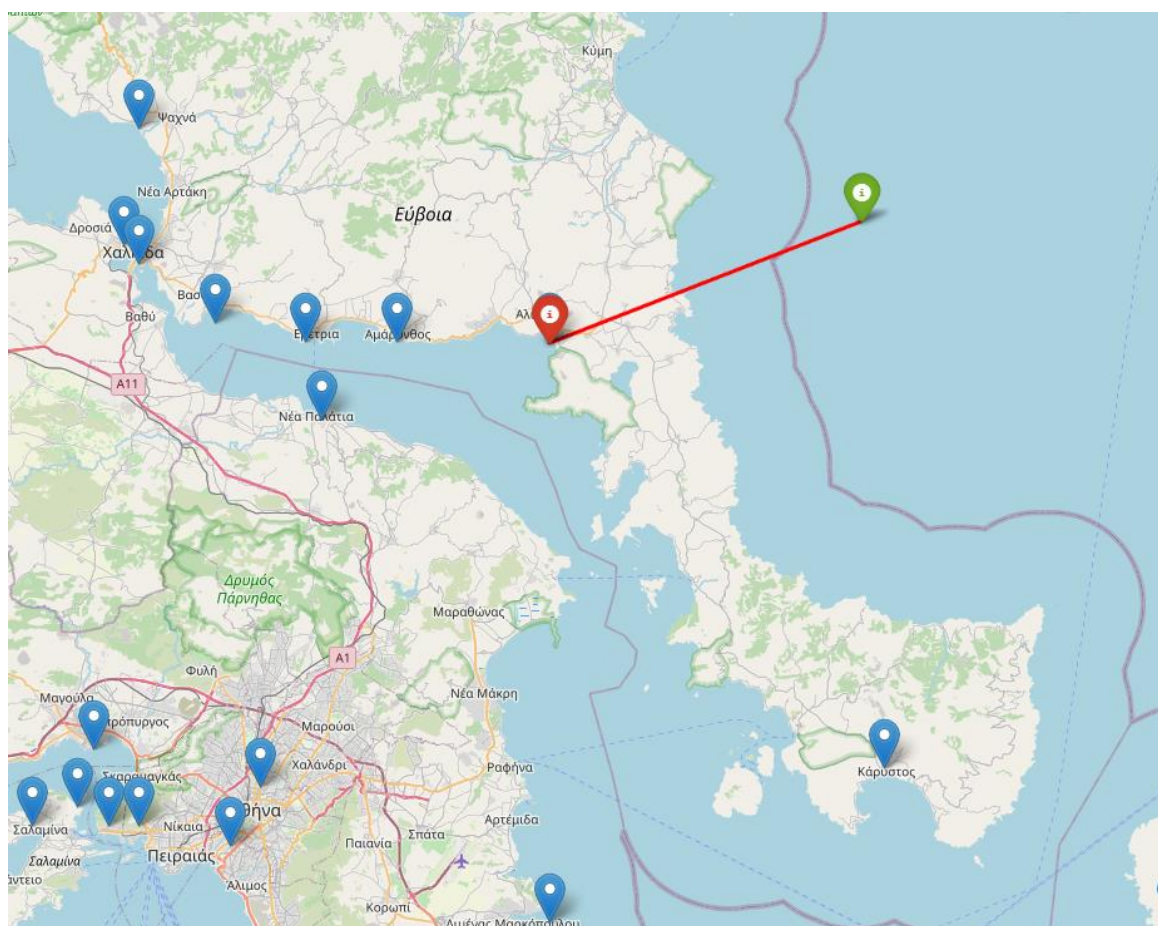 Κύμη
Ψαχνά
Νέα Αρτάκη
Δροσιά
Εύβοια
Βαθύ
Αμάρυνθος
A11
Νέα Παλάτια
Δρυμός
Πάρνηθας
Μαραθώνας
A1
Φυλή
Μαγούλα
Νέα Μάκρη
Μαρούσι
Χαλάνδρι
Ραφήνα
Σκαραμαγκάς
Κάρυστος
Αρτέμιδα
Σαλαμίνα
Νίκαια
Σπάτα
Πειραιάς
Παιανία
Σαλαμίνα
Άλιμος
Κορωπί